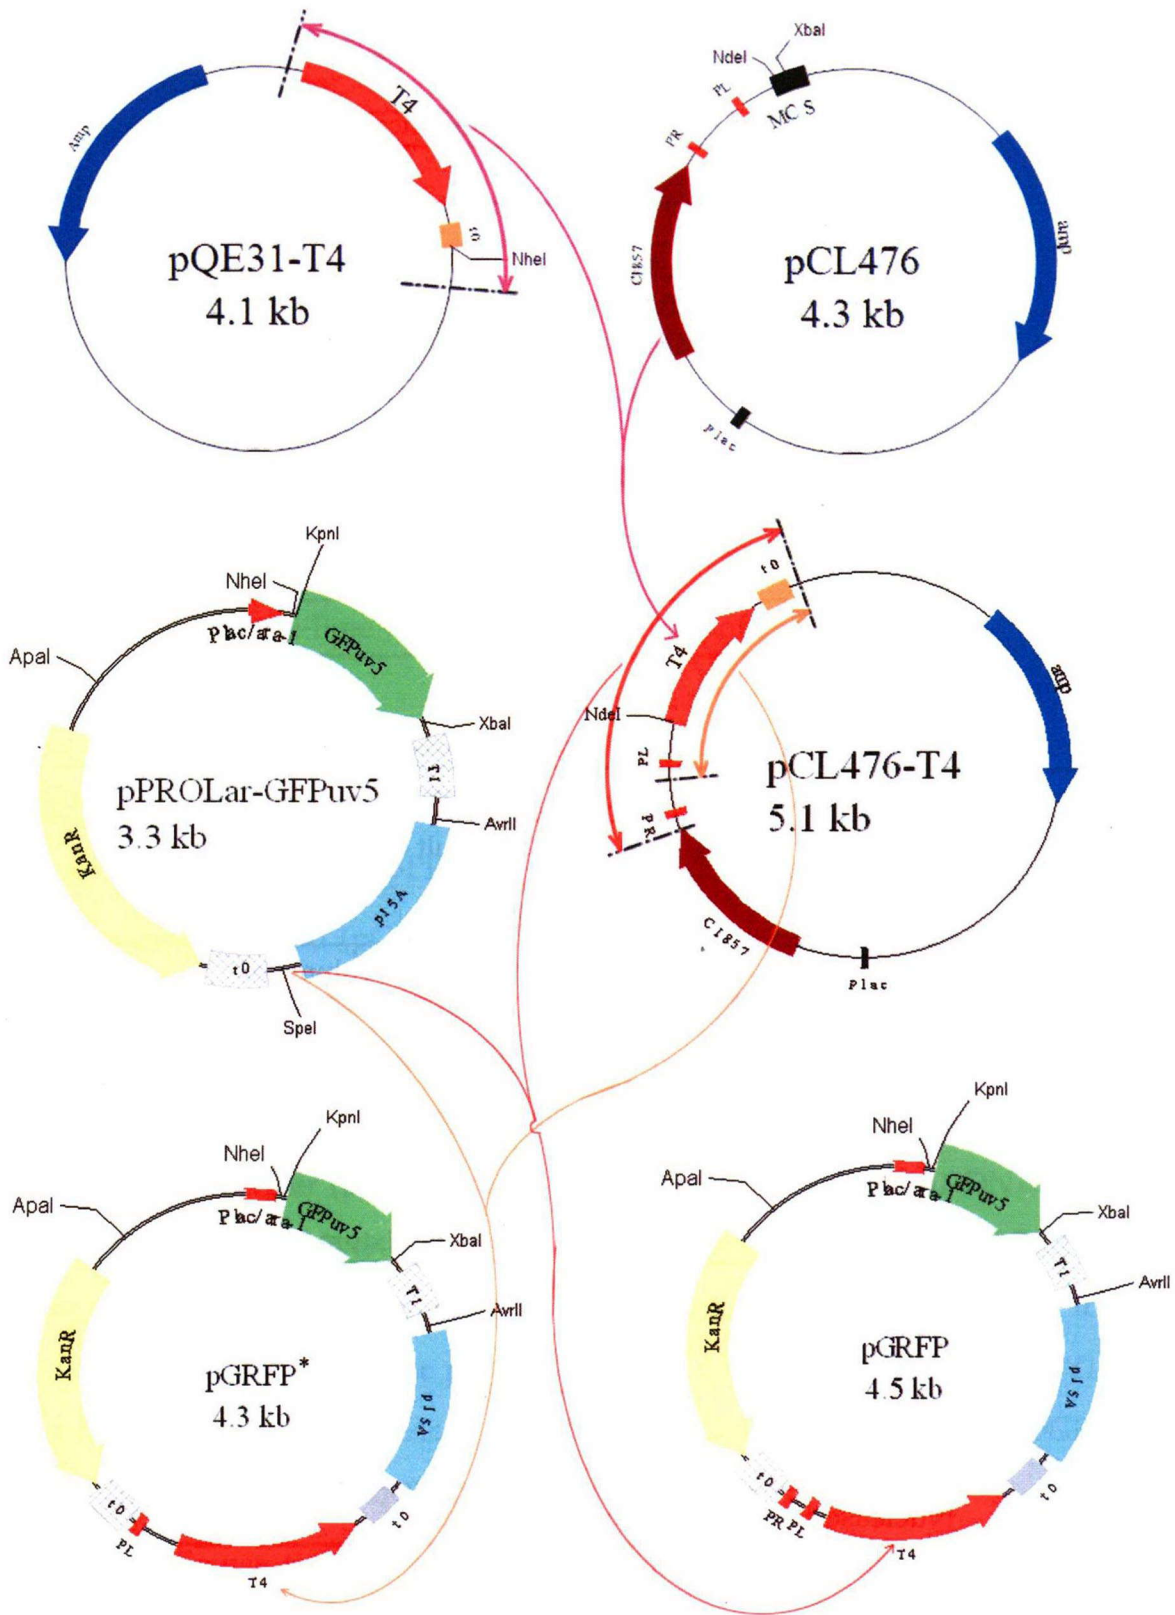 Amp
T4
t0
NheI
pQE31-T4
4.1 kb
XbaI
NdeI
PL
MCS
PR
CI857
amp
pCL476
4.3 kb
Plac
KpnI
NheI
Plac/ara-1
GFPuv5
ApaI
XbaI
T1
pPROLar-GFPuv5
3.3 kb
AvrII
KanR
p15A
t0
SpeI
t0
T4
NdeI
amp
PL
pCL476-T4
5.1 kb
PR
CI857
Plac
KpnI
NheI
ApaI
Plac/ara-1
GFPuv5
XbaI
T1
AvrII
KanR
pGRFP*
4.3 kb
p15A
t0
PL
t0
T4
KpnI
NheI
ApaI
Plac/ara-1
GFPuv5
XbaI
T1
AvrII
KanR
pGRFP
4.5 kb
p15A
t0
PR PL
t0
T4